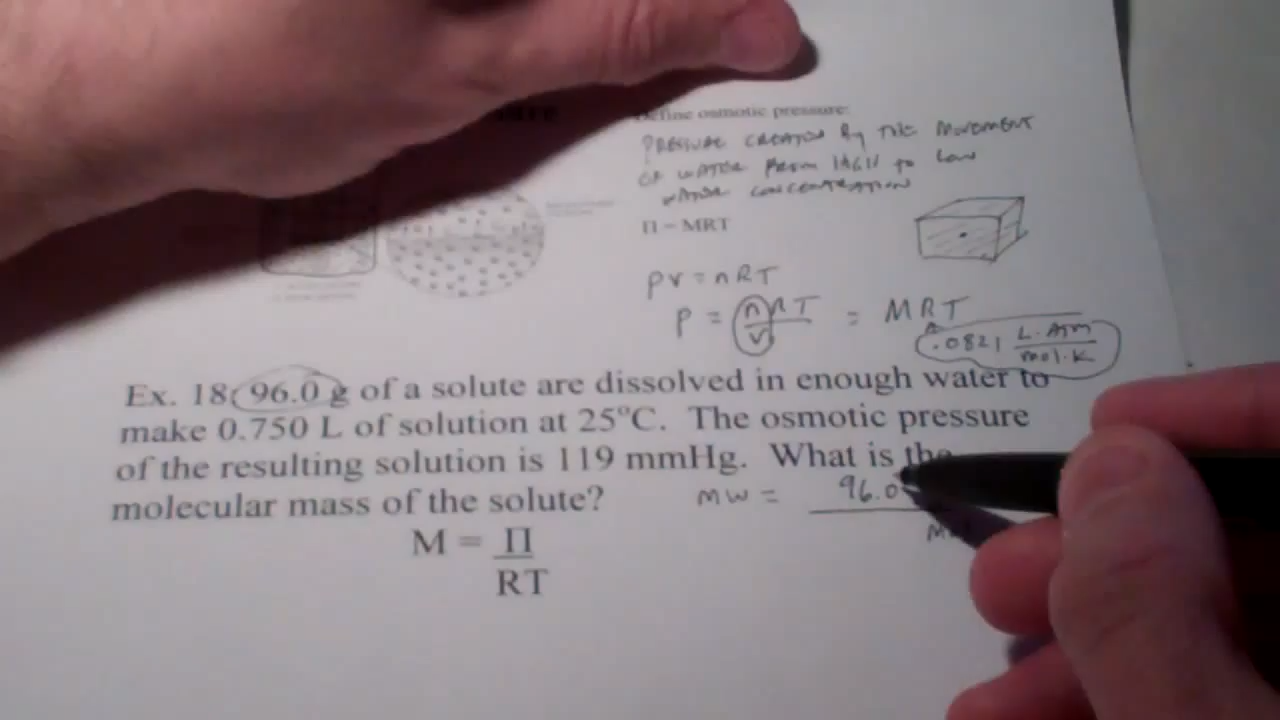 efine osmotic pressure:
PRESSURE CREATED By THE MOVEMENT
OF WATER FROM HIGH to Low
WATER CONCENTRATION
Π = MRT
PV = nRT
P = nRT/V = MRT
.0821 L·ATM/mol·K
Ex. 18: 96.0 g of a solute are dissolved in enough water to
make 0.750 L of solution at 25°C. The osmotic pressure
of the resulting solution is 119 mmHg. What is the
molecular mass of the solute?
MW = 96.0
M = Π
RT